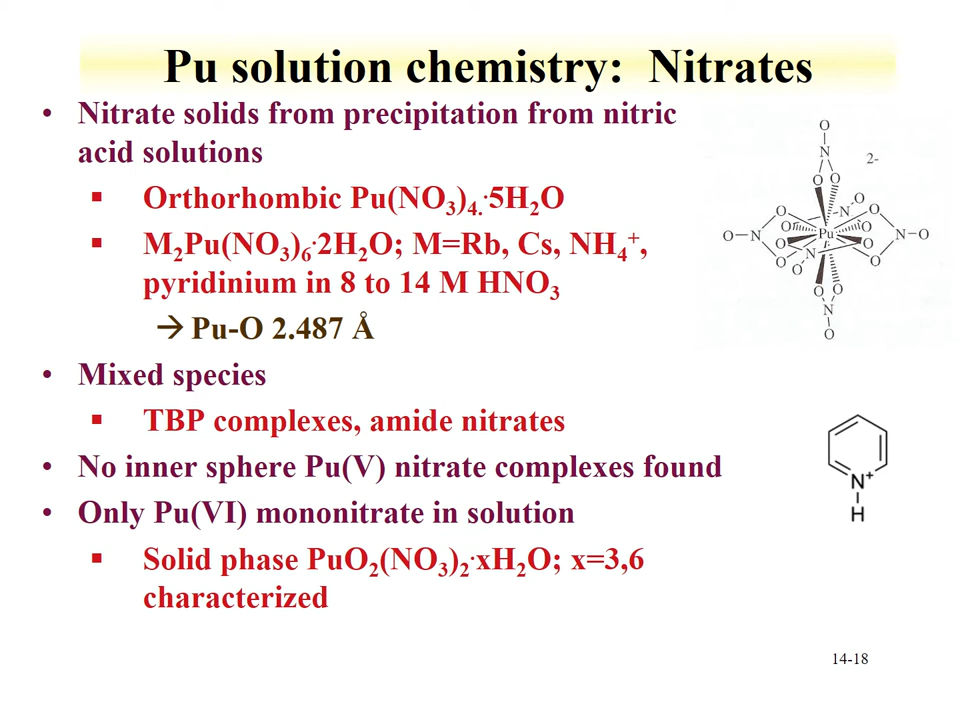 Pu solution chemistry: Nitrates
• Nitrate solids from precipitation from nitric
acid solutions
▪ Orthorhombic Pu(NO₃)₄.·5H₂O
▪ M₂Pu(NO₃)₆·2H₂O; M=Rb, Cs, NH₄⁺,
pyridinium in 8 to 14 M HNO₃
→ Pu-O 2.487 Å
• Mixed species
▪ TBP complexes, amide nitrates
• No inner sphere Pu(V) nitrate complexes found
• Only Pu(VI) mononitrate in solution
▪ Solid phase PuO₂(NO₃)₂·xH₂O; x=3,6
characterized
O
N
2-
O O
O N O
O O
O N Pu O N O
O N O
O O O
O O
N
O
N⁺
H
14-18